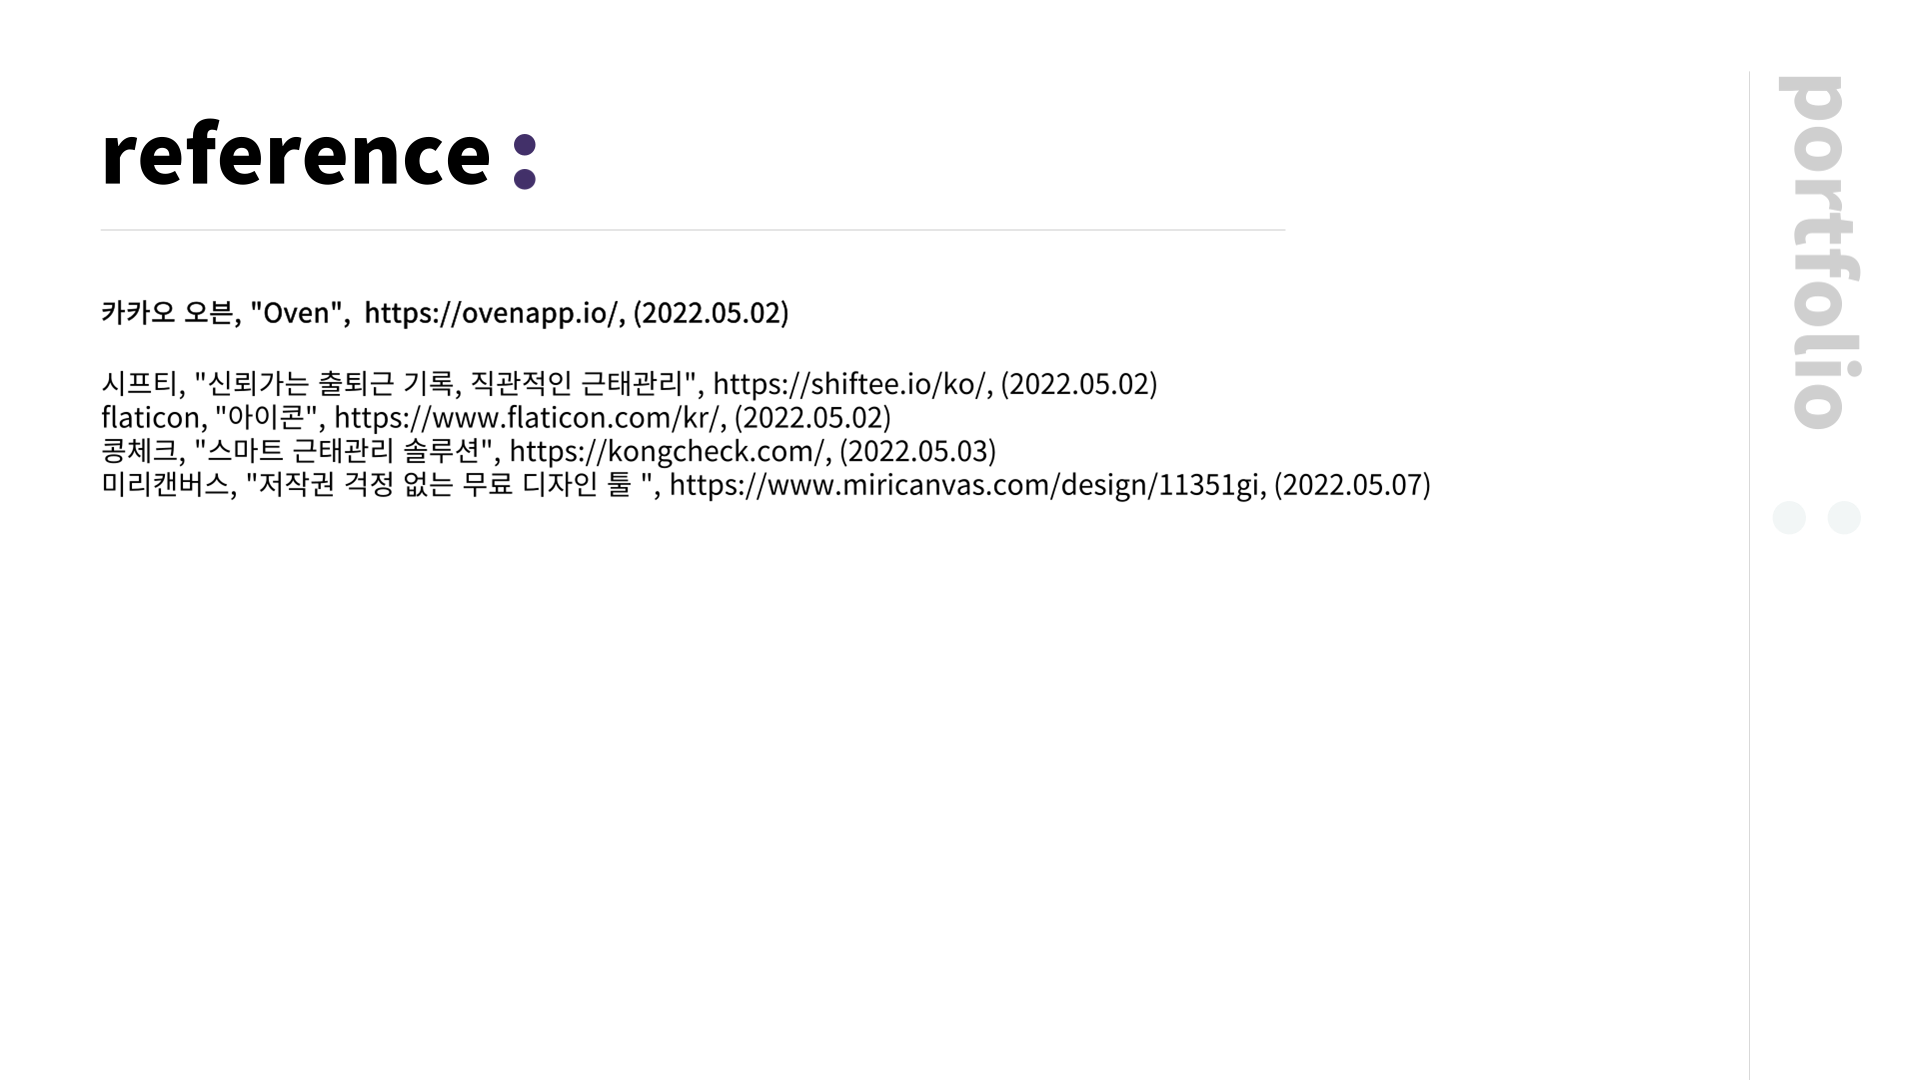 reference :
카카오 오븐, "Oven",  https://ovenapp.io/, (2022.05.02)
시프티, "신뢰가는 출퇴근 기록, 직관적인 근태관리", https://shiftee.io/ko/, (2022.05.02)
flaticon, "아이콘", https://www.flaticon.com/kr/, (2022.05.02)
콩체크, "스마트 근태관리 솔루션", https://kongcheck.com/, (2022.05.03)
미리캔버스, "저작권 걱정 없는 무료 디자인 툴 ", https://www.miricanvas.com/design/11351gi, (2022.05.07)
portfolio :